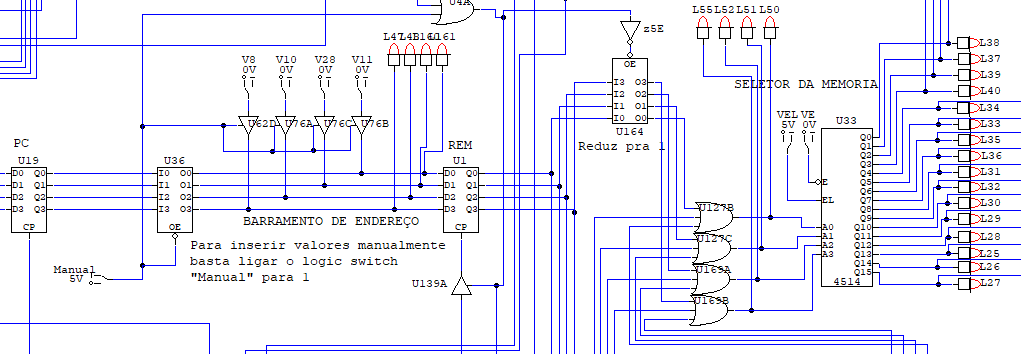 U4A
z5E
L55 L52 L51 L50
L47 L48 L60 L61
V8 V10 V28 V11
0V 0V 0V 0V
U62D U76A U76C U76B
OE
I3 O3
I2 O2
I1 O1
I0 O0
U164
Reduz pra 1
SELETOR DA MEMORIA
VEL VE
5V 0V
U33
E
EL
A0
A1
A2
A3
Q0
Q1
Q2
Q3
Q4
Q5
Q6
Q7
Q8
Q9
Q10
Q11
Q12
Q13
Q14
Q15
4514
L38
L37
L39
L40
L34
L33
L35
L36
L31
L32
L30
L29
L28
L25
L26
L27
PC
U19
D0 Q0
D1 Q1
D2 Q2
D3 Q3
CP
U36
I0 O0
I1 O1
I2 O2
I3 O3
OE
REM
U1
D0 Q0
D1 Q1
D2 Q2
D3 Q3
CP
BARRAMENTO DE ENDEREÇO
Para inserir valores manualmente
basta ligar o logic switch
"Manual" para 1
Manual
5V
U139A
U127B
U127C
U169A
U169B